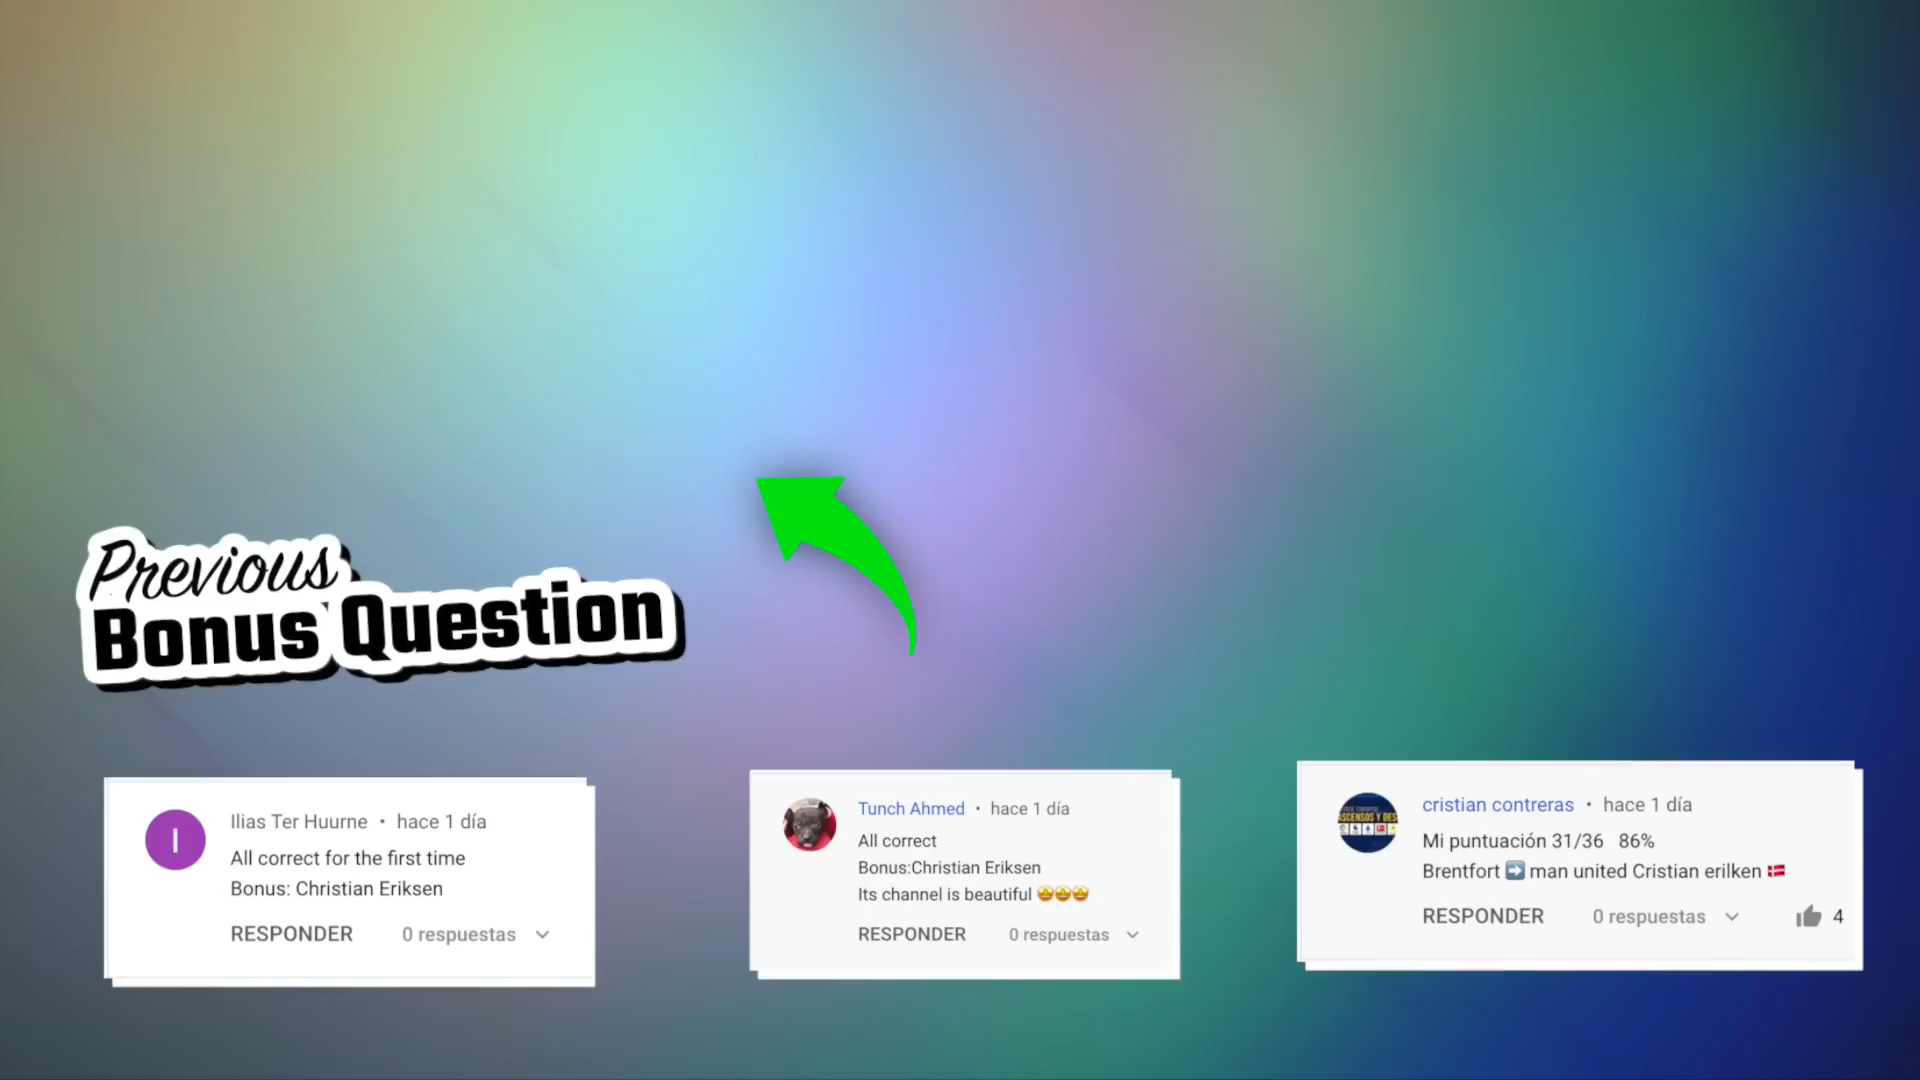 Previous
Bonus Question
I
Ilias Ter Huurne • hace 1 día
All correct for the first time
Bonus: Christian Eriksen
RESPONDER 0 respuestas
Tunch Ahmed • hace 1 día
All correct
Bonus:Christian Eriksen
Its channel is beautiful 🤩🤩🤩
RESPONDER 0 respuestas
ASCENSOS Y DES
cristian contreras • hace 1 día
Mi puntuación 31/36 86%
Brentfort ➡️ man united Cristian erilken 🇩🇰
RESPONDER 0 respuestas 4